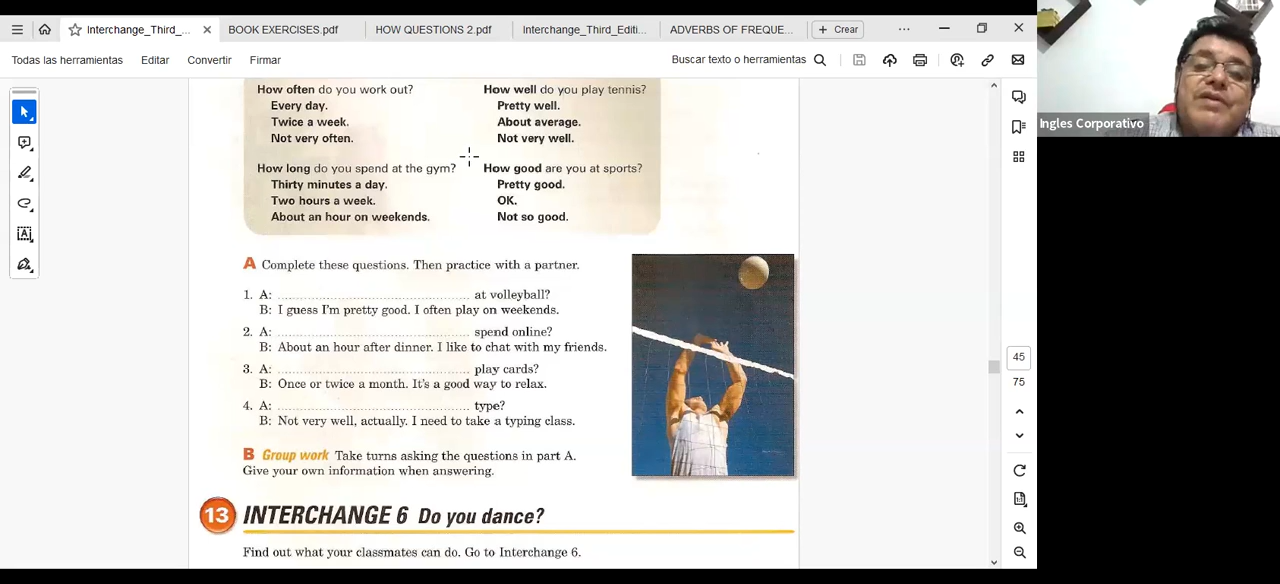 Interchange_Third_...
BOOK EXERCISES.pdf
HOW QUESTIONS 2.pdf
Interchange_Third_Editi...
ADVERBS OF FREQUE...
+ Crear
Todas las herramientas
Editar
Convertir
Firmar
Buscar texto o herramientas
How often do you work out?
Every day.
Twice a week.
Not very often.
How well do you play tennis?
Pretty well.
About average.
Not very well.
How long do you spend at the gym?
Thirty minutes a day.
Two hours a week.
About an hour on weekends.
How good are you at sports?
Pretty good.
OK.
Not so good.
A Complete these questions. Then practice with a partner.
1. A: ................................................ at volleyball?
B: I guess I'm pretty good. I often play on weekends.
2. A: ................................................ spend online?
B: About an hour after dinner. I like to chat with my friends.
3. A: ................................................ play cards?
B: Once or twice a month. It's a good way to relax.
4. A: ................................................ type?
B: Not very well, actually. I need to take a typing class.
B Group work Take turns asking the questions in part A.
Give your own information when answering.
13 INTERCHANGE 6 Do you dance?
Find out what your classmates can do. Go to Interchange 6.
45
75
Ingles Corporativo